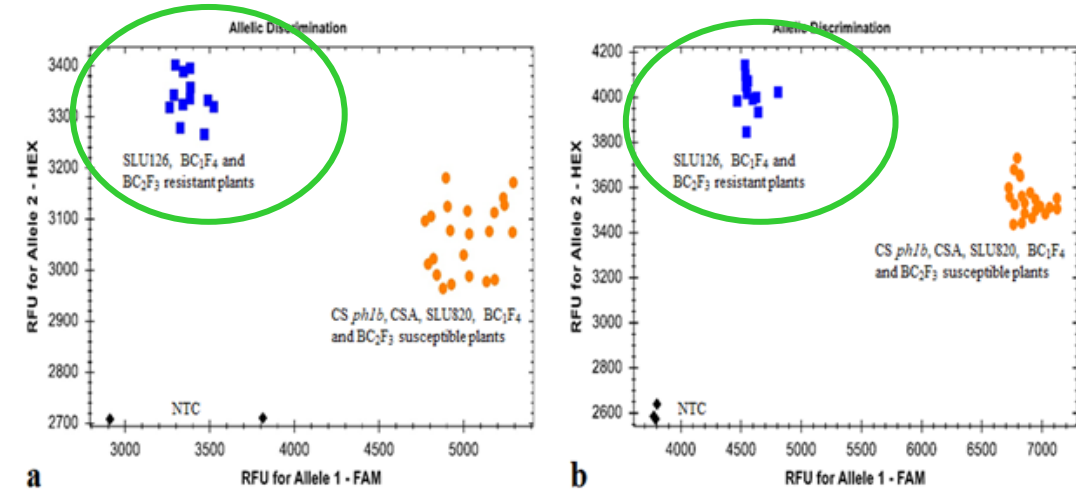 Allelic Discrimination
RFU for Allele 2 - HEX
3400
3300
3200
3100
3000
2900
2800
2700
SLU126, BC₁F₄ and
BC₂F₃ resistant plants
CS ph1b, CSA, SLU820, BC₁F₄
and BC₂F₃ susceptible plants
NTC
3000 3500 4000 4500 5000
RFU for Allele 1 - FAM
a
Allelic Discrimination
RFU for Allele 2 - HEX
4200
4000
3800
3600
3400
3200
3000
2800
2600
SLU126, BC₁F₄ and
BC₂F₃ resistant plants
CS ph1b, CSA, SLU820, BC₁F₄
and BC₂F₃ susceptible plants
NTC
4000 4500 5000 5500 6000 6500 7000
RFU for Allele 1 - FAM
b